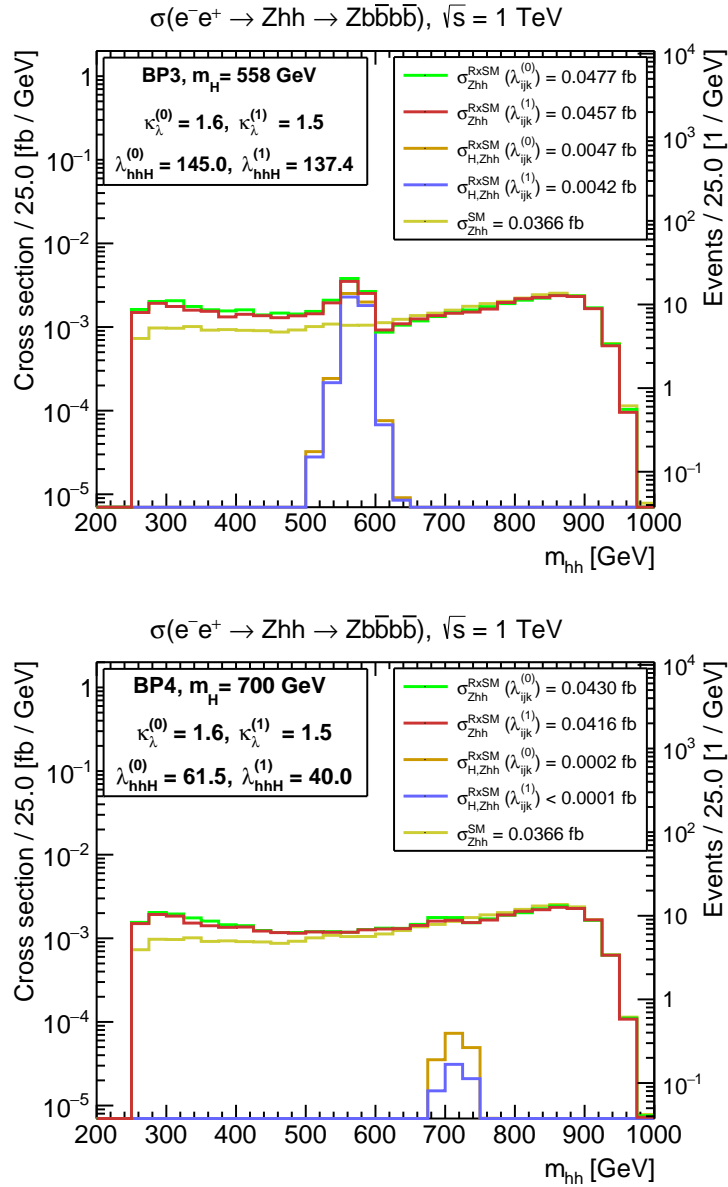 σ(e⁻e⁺ → Zhh → Zbb̅bb̅), √s = 1 TeV
BP3, m_H = 558 GeV
κ_λ^(0) = 1.6, κ_λ^(1) = 1.5
λ_hhH^(0) = 145.0, λ_hhH^(1) = 137.4
σ_Zhh^RxSM (λ_ijk^(0)) = 0.0477 fb
σ_Zhh^RxSM (λ_ijk^(1)) = 0.0457 fb
σ_H,Zhh^RxSM (λ_ijk^(0)) = 0.0047 fb
σ_H,Zhh^RxSM (λ_ijk^(1)) = 0.0042 fb
σ_Zhh^SM = 0.0366 fb
Cross section / 25.0 [fb / GeV]
1
10⁻¹
10⁻²
10⁻³
10⁻⁴
10⁻⁵
Events / 25.0 [1 / GeV]
10⁴
10³
10²
10
1
10⁻¹
200 300 400 500 600 700 800 900 1000
m_hh [GeV]
σ(e⁻e⁺ → Zhh → Zbb̅bb̅), √s = 1 TeV
BP4, m_H = 700 GeV
κ_λ^(0) = 1.6, κ_λ^(1) = 1.5
λ_hhH^(0) = 61.5, λ_hhH^(1) = 40.0
σ_Zhh^RxSM (λ_ijk^(0)) = 0.0430 fb
σ_Zhh^RxSM (λ_ijk^(1)) = 0.0416 fb
σ_H,Zhh^RxSM (λ_ijk^(0)) = 0.0002 fb
σ_H,Zhh^RxSM (λ_ijk^(1)) < 0.0001 fb
σ_Zhh^SM = 0.0366 fb
Cross section / 25.0 [fb / GeV]
1
10⁻¹
10⁻²
10⁻³
10⁻⁴
10⁻⁵
Events / 25.0 [1 / GeV]
10⁴
10³
10²
10
1
10⁻¹
200 300 400 500 600 700 800 900 1000
m_hh [GeV]